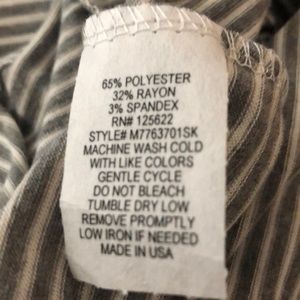 65% POLYESTER
32% RAYON
3% SPANDEX
RN# 125622
STYLE# M7763701SK
MACHINE WASH COLD
WITH LIKE COLORS
GENTLE CYCLE
DO NOT BLEACH
TUMBLE DRY LOW
REMOVE PROMPTLY
LOW IRON IF NEEDED
MADE IN USA